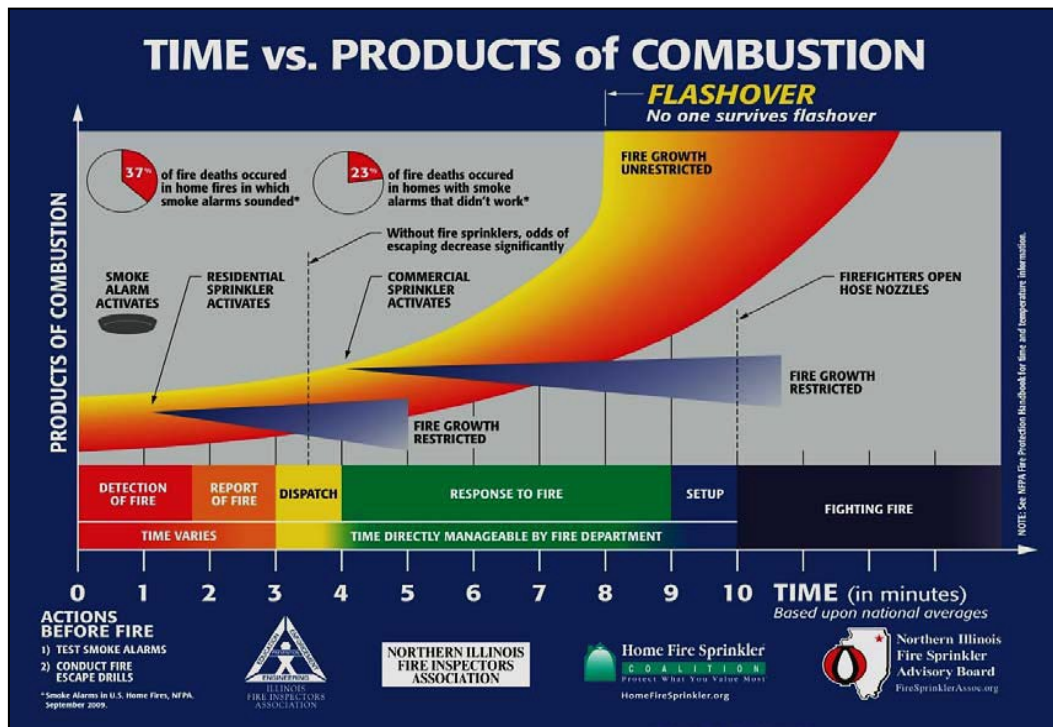 TIME vs. PRODUCTS of COMBUSTION
FLASHOVER
No one survives flashover
PRODUCTS OF COMBUSTION
37%
of fire deaths occured
in home fires in which
smoke alarms sounded*
23%
of fire deaths occured
in homes with smoke
alarms that didn't work*
FIRE GROWTH
UNRESTRICTED
Without fire sprinklers, odds of
escaping decrease significantly
SMOKE
ALARM
ACTIVATES
RESIDENTIAL
SPRINKLER
ACTIVATES
COMMERCIAL
SPRINKLER
ACTIVATES
FIREFIGHTERS OPEN
HOSE NOZZLES
FIRE GROWTH
RESTRICTED
FIRE GROWTH
RESTRICTED
NOTE: See NFPA Fire Protection Handbook for time and temperature information.
DETECTION
OF FIRE
REPORT
OF FIRE
DISPATCH
RESPONSE TO FIRE
SETUP
FIGHTING FIRE
TIME VARIES
TIME DIRECTLY MANAGEABLE BY FIRE DEPARTMENT
0 1 2 3 4 5 6 7 8 9 10 TIME (in minutes)
Based upon national averages
ACTIONS
BEFORE FIRE
1) TEST SMOKE ALARMS
2) CONDUCT FIRE
ESCAPE DRILLS
*Smoke Alarms in U.S. Home Fires, NFPA.
September 2009.
EDUCATION
ENFORCEMENT
ENGINEERING
ILLINOIS
FIRE INSPECTORS
ASSOCIATION
NORTHERN ILLINOIS
FIRE INSPECTORS
ASSOCIATION
Home Fire Sprinkler
COALITION
Protect What You Value Most
HomeFireSprinkler.org
Northern Illinois
Fire Sprinkler
Advisory Board
FireSprinklerAssoc.org